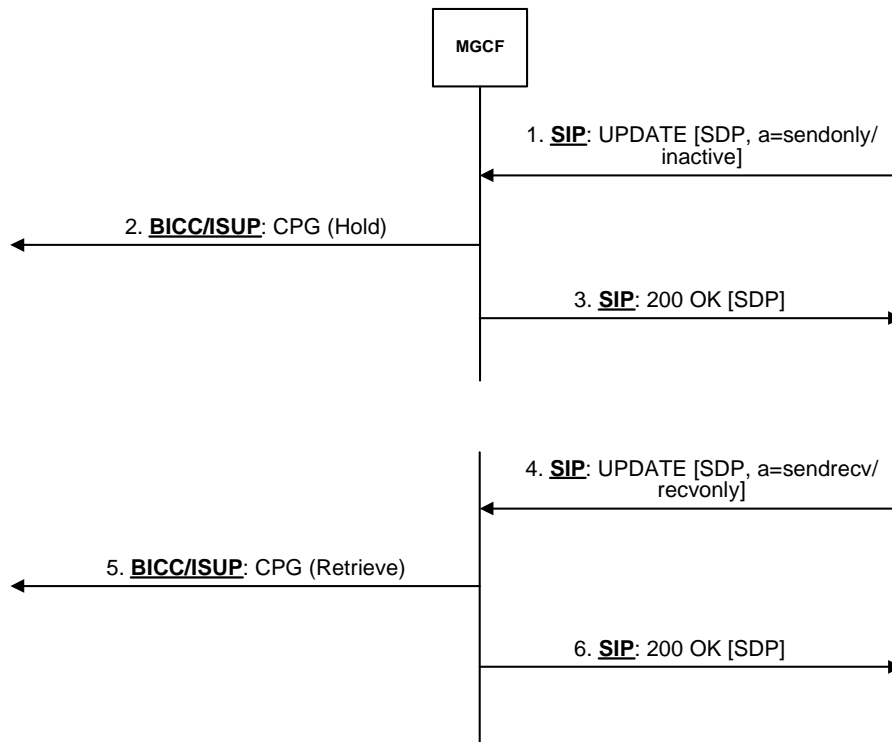 MGCF
1. SIP: UPDATE [SDP, a=sendonly/
inactive]
2. BICC/ISUP: CPG (Hold)
3. SIP: 200 OK [SDP]
4. SIP: UPDATE [SDP, a=sendrecv/
recvonly]
5. BICC/ISUP: CPG (Retrieve)
6. SIP: 200 OK [SDP]